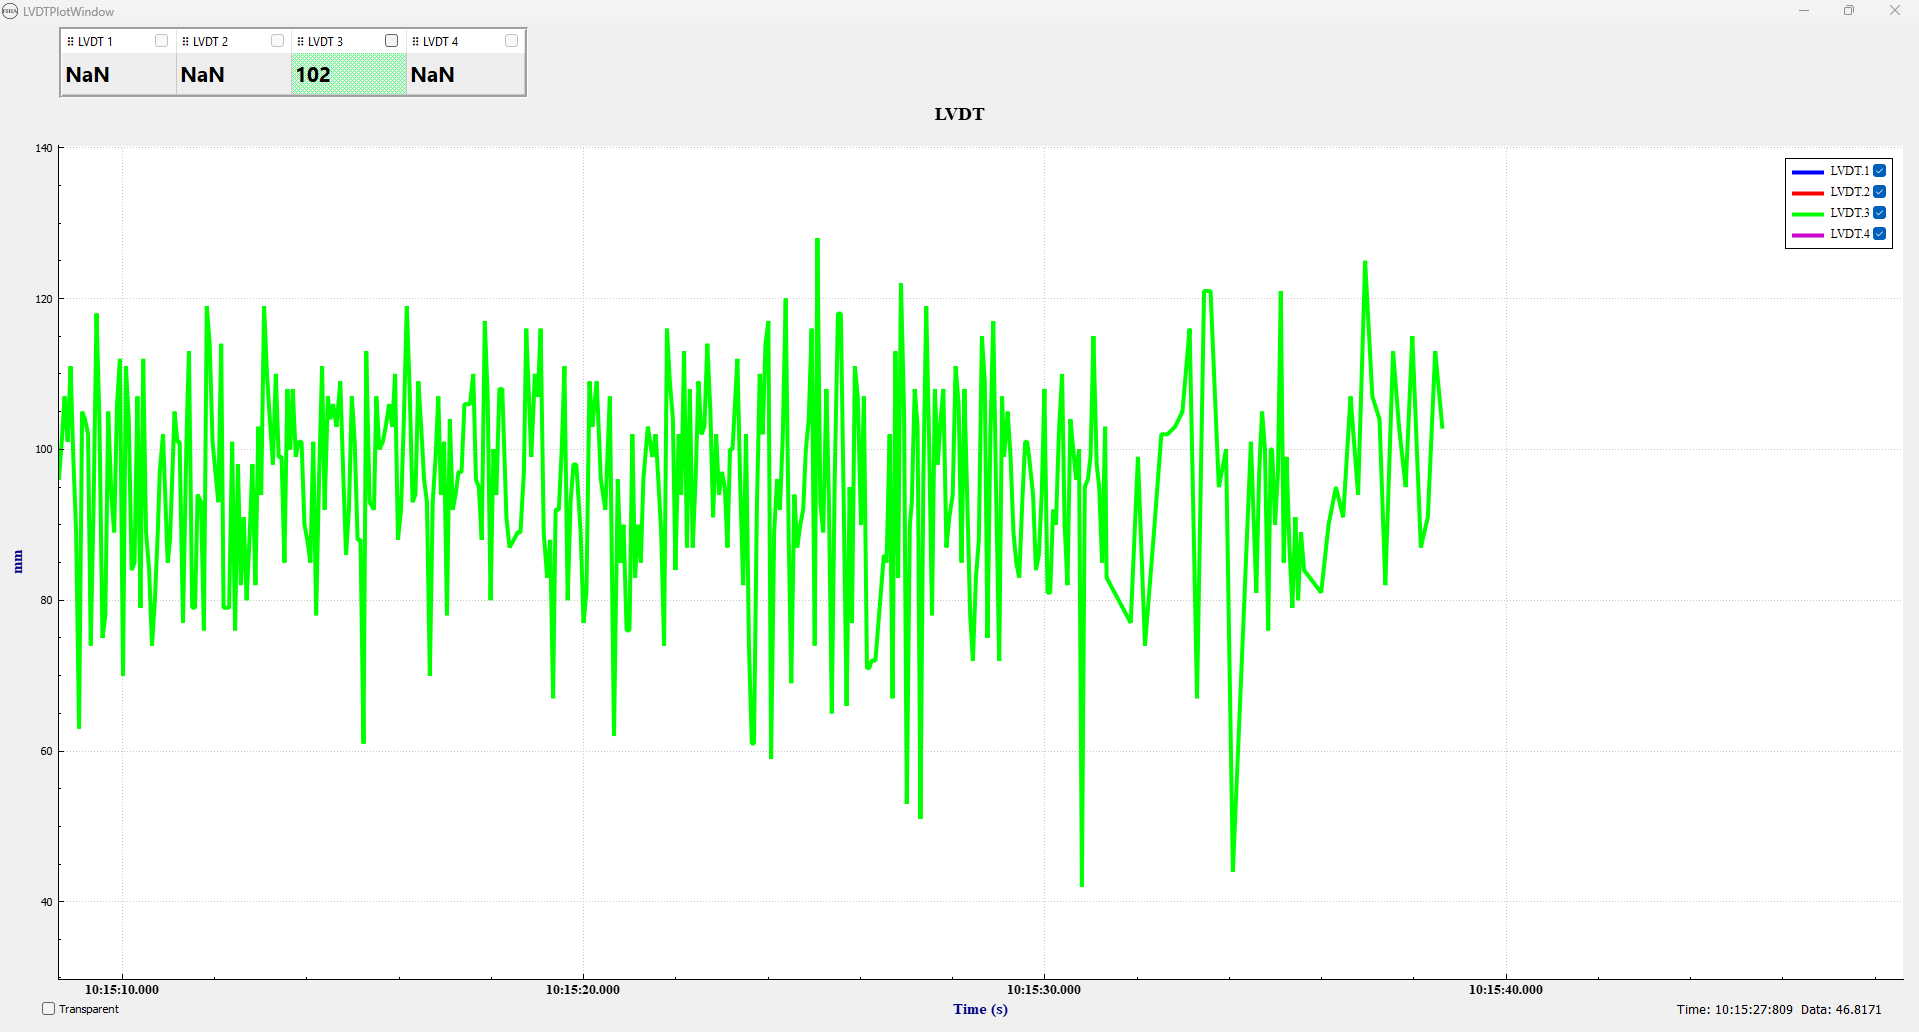 LVDTPlotWindow
LVDT 1 LVDT 2 LVDT 3 LVDT 4
NaN NaN 102 NaN
LVDT
140
120
100
80
60
40
mm
LVDT.1
LVDT.2
LVDT.3
LVDT.4
10:15:10.000 10:15:20.000 10:15:30.000 10:15:40.000
Transparent
Time (s)
Time: 10:15:27:809 Data: 46.8171